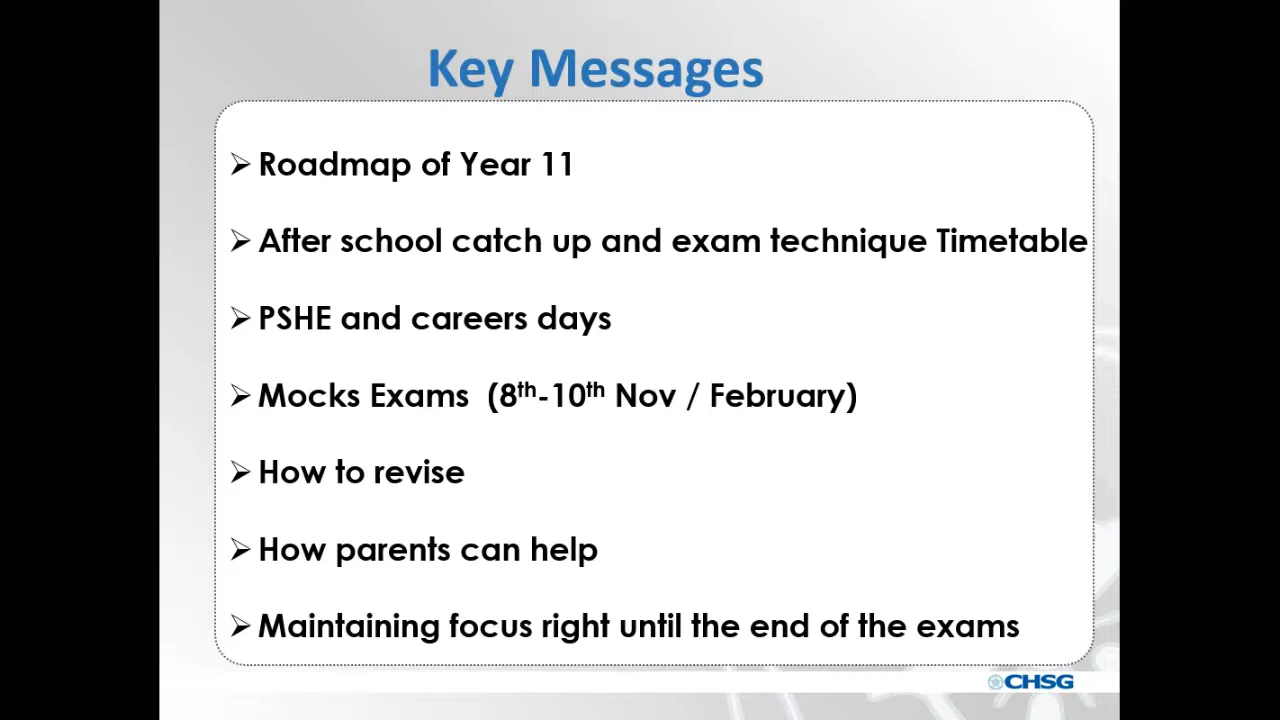 Key Messages
➢ Roadmap of Year 11
➢ After school catch up and exam technique Timetable
➢ PSHE and careers days
➢ Mocks Exams (8th-10th Nov / February)
➢ How to revise
➢ How parents can help
➢ Maintaining focus right until the end of the exams
CHSG